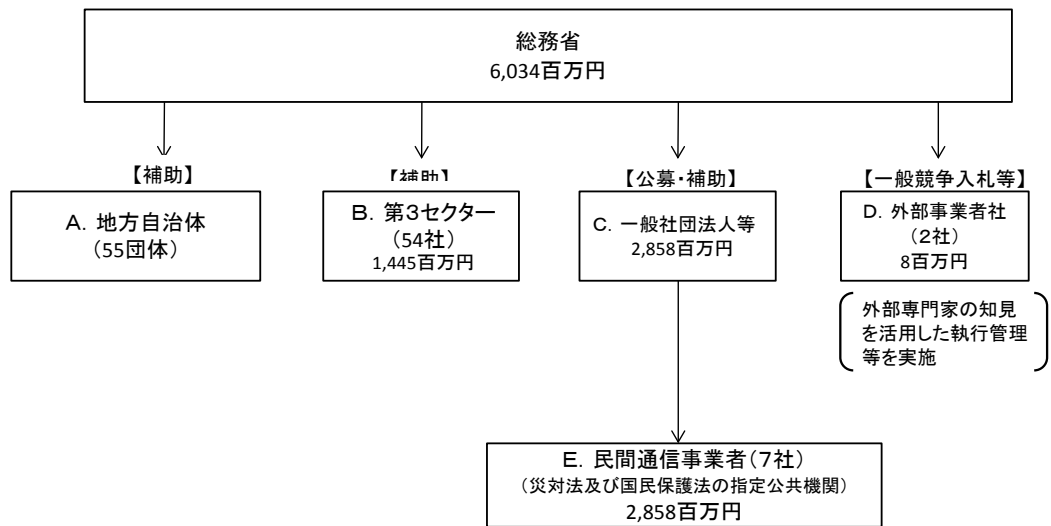 総務省
6,034百万円
【補助】
【補助】
【公募・補助】
【一般競争入札等】
A．地方自治体
（55団体）
B．第３セクター
（54社）
1,445百万円
C．一般社団法人等
2,858百万円
D．外部事業者社
（２社）
8百万円
外部専門家の知見
を活用した執行管理
等を実施
E．民間通信事業者（７社）
（災対法及び国民保護法の指定公共機関）
2,858百万円